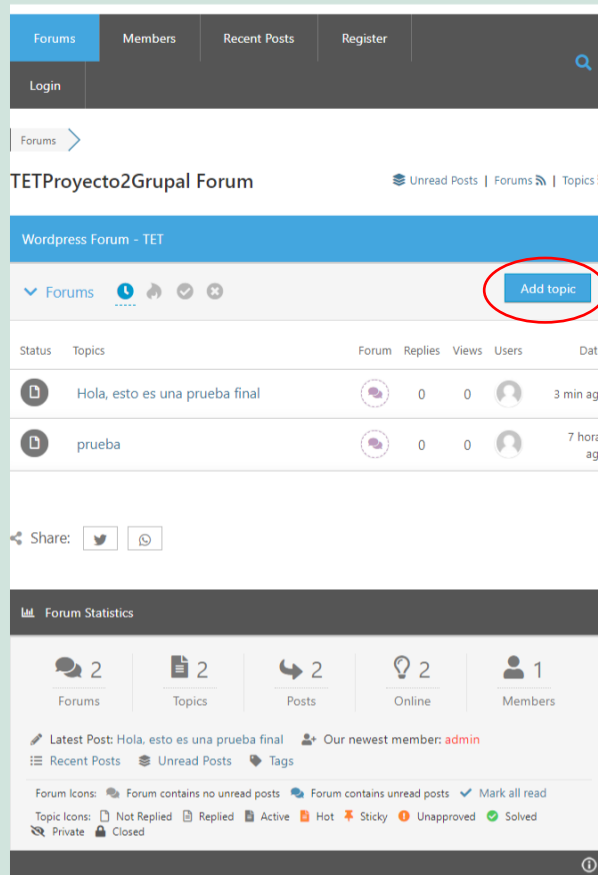 Forums Members Recent Posts Register
Login
Forums
TETProyecto2Grupal Forum Unread Posts | Forums | Topics
Wordpress Forum - TET
Forums Add topic
Status Topics Forum Replies Views Users Dat
Hola, esto es una prueba final 0 0 3 min ag
prueba 0 0 7 hora
ag
Share:
Forum Statistics
2 2 2 2 1
Forums Topics Posts Online Members
Latest Post: Hola, esto es una prueba final Our newest member: admin
Recent Posts Unread Posts Tags
Forum Icons: Forum contains no unread posts Forum contains unread posts Mark all read
Topic Icons: Not Replied Replied Active Hot Sticky Unapproved Solved
Private Closed